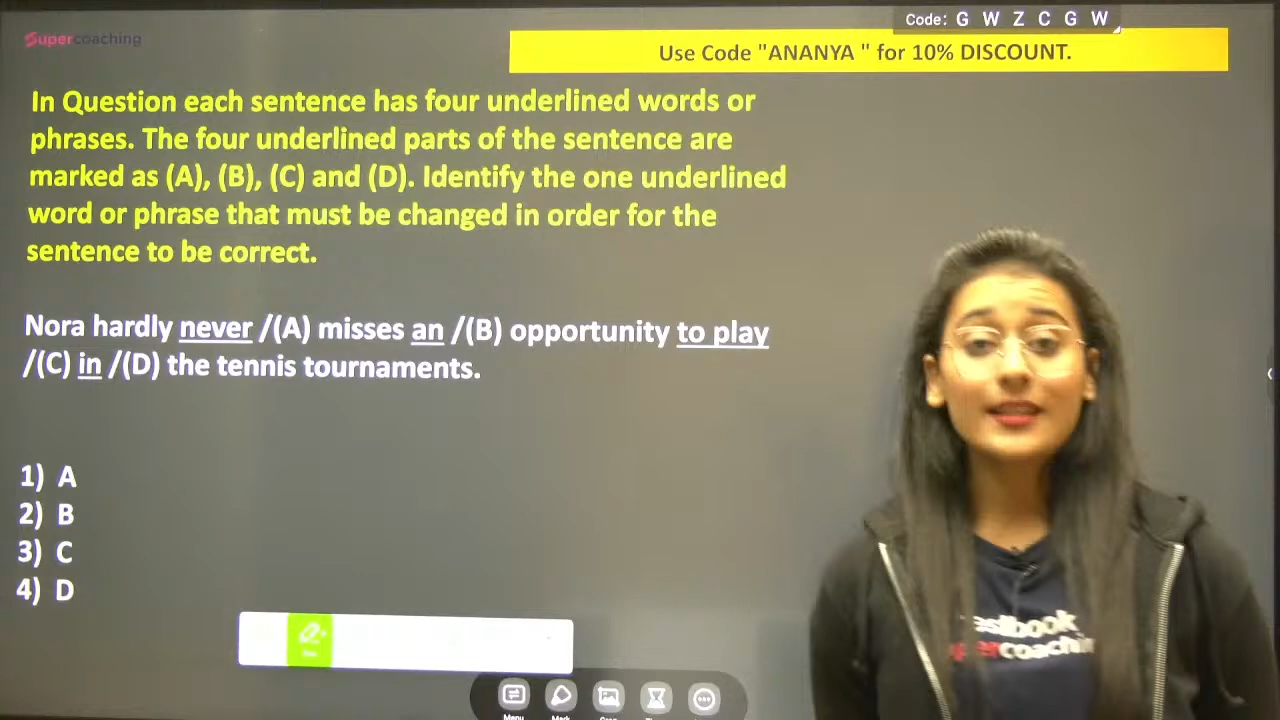 Code: G W Z C G W
Supercoaching
Use Code "ANANYA " for 10% DISCOUNT.
In Question each sentence has four underlined words or
phrases. The four underlined parts of the sentence are
marked as (A), (B), (C) and (D). Identify the one underlined
word or phrase that must be changed in order for the
sentence to be correct.
Nora hardly never /(A) misses an /(B) opportunity to play
/(C) in /(D) the tennis tournaments.
1) A
2) B
3) C
4) D
Menu
Mark